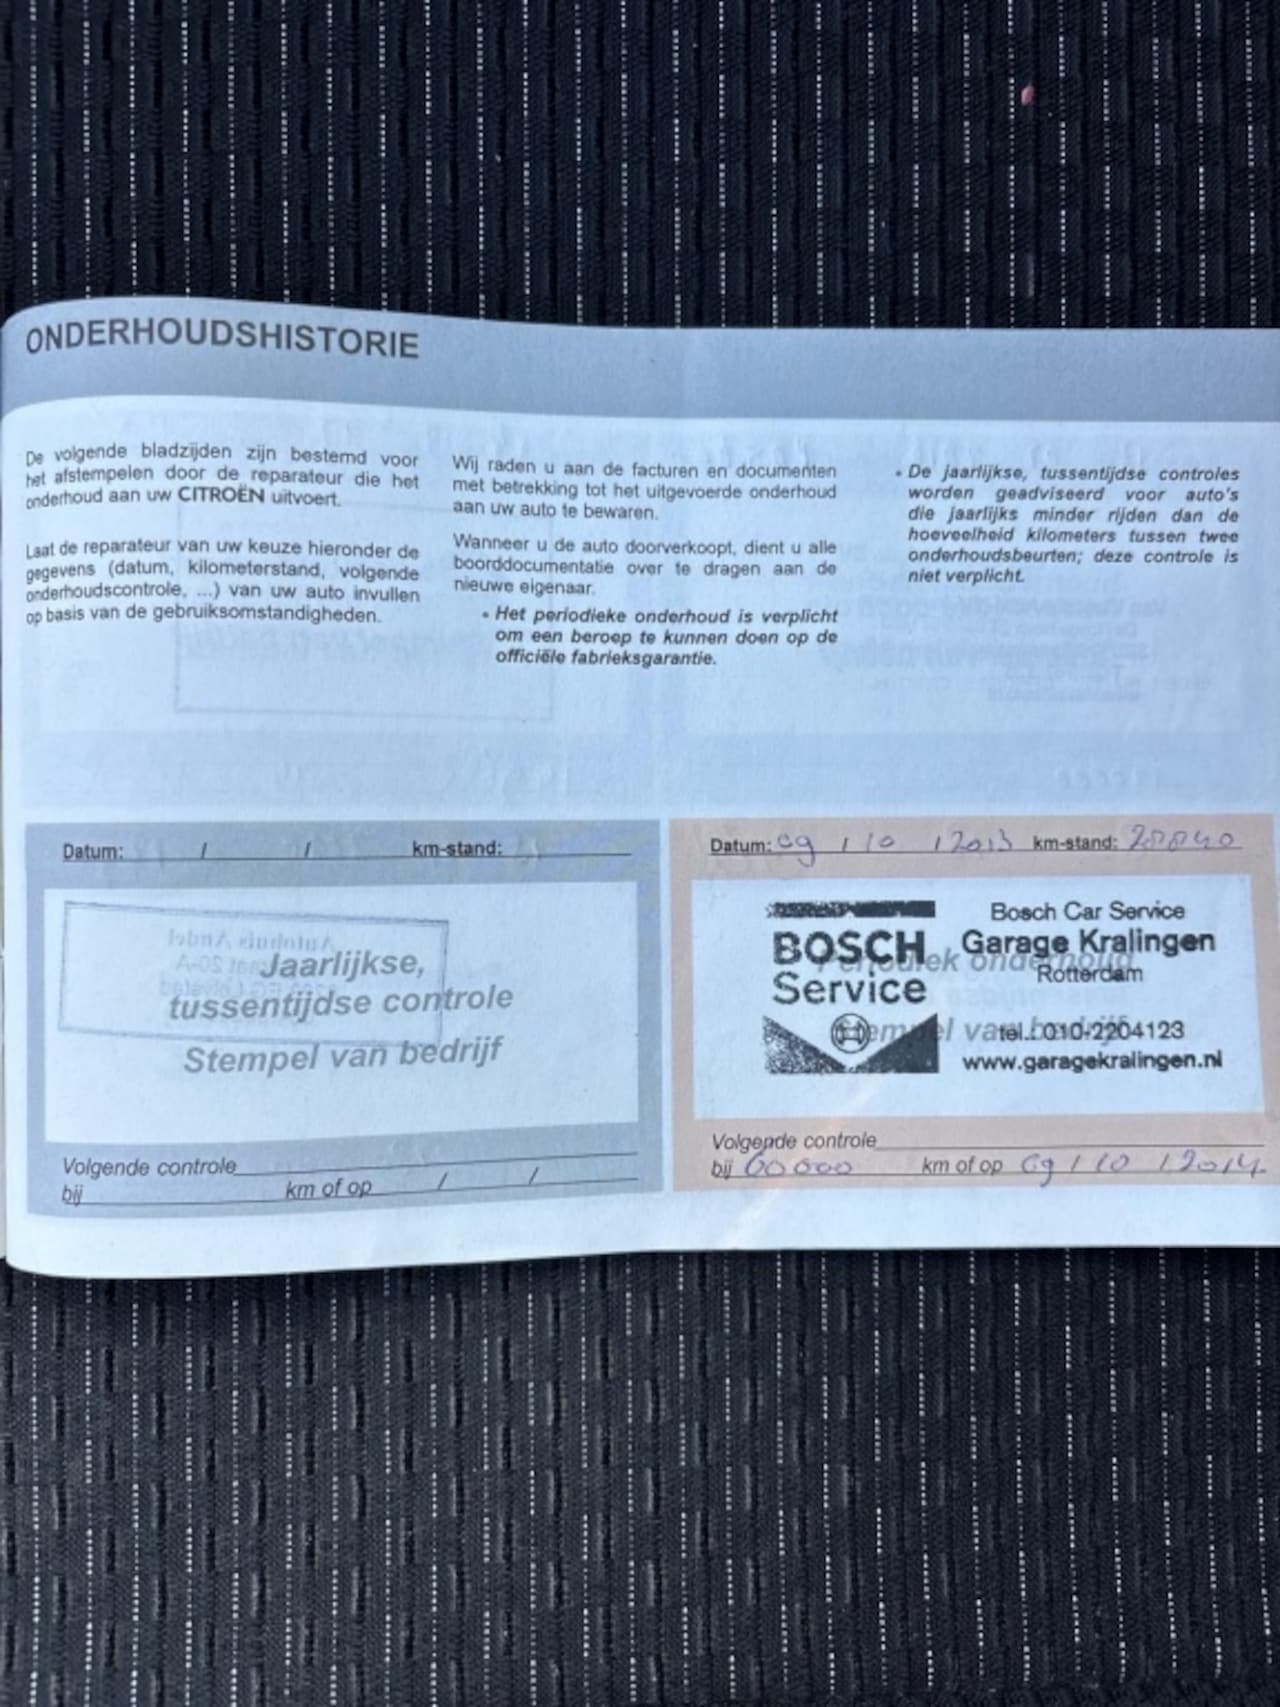 ONDERHOUDSHISTORIE
De volgende bladzijden zijn bestemd voor
het afstempelen door de reparateur die het
onderhoud aan uw CITROËN uitvoert.
Laat de reparateur van uw keuze hieronder de
gegevens (datum, kilometerstand, volgende
onderhoudscontrole, ...) van uw auto invullen
op basis van de gebruiksomstandigheden.
Wij raden u aan de facturen en documenten
met betrekking tot het uitgevoerde onderhoud
aan uw auto te bewaren.
Wanneer u de auto doorverkoopt, dient u alle
boorddocumentatie over te dragen aan de
nieuwe eigenaar.
• Het periodieke onderhoud is verplicht
om een beroep te kunnen doen op de
officiële fabrieksgarantie.
• De jaarlijkse, tussentijdse controles
worden geadviseerd voor auto's
die jaarlijks minder rijden dan de
hoeveelheid kilometers tussen twee
onderhoudsbeurten; deze controle is
niet verplicht.
Datum: / / km-stand:
Jaarlijkse,
tussentijdse controle
Stempel van bedrijf
Volgende controle
bij km of op / /
Datum: 09 / 10 / 2013 km-stand:
Periodiek onderhoud
Stempel van bedrijf
BOSCH
Service
Bosch Car Service
Garage Kralingen
Rotterdam
tel.: 010-2204123
www.garagekralingen.nl
Volgende controle
bij 60000 km of op 09 / 10 / 2014